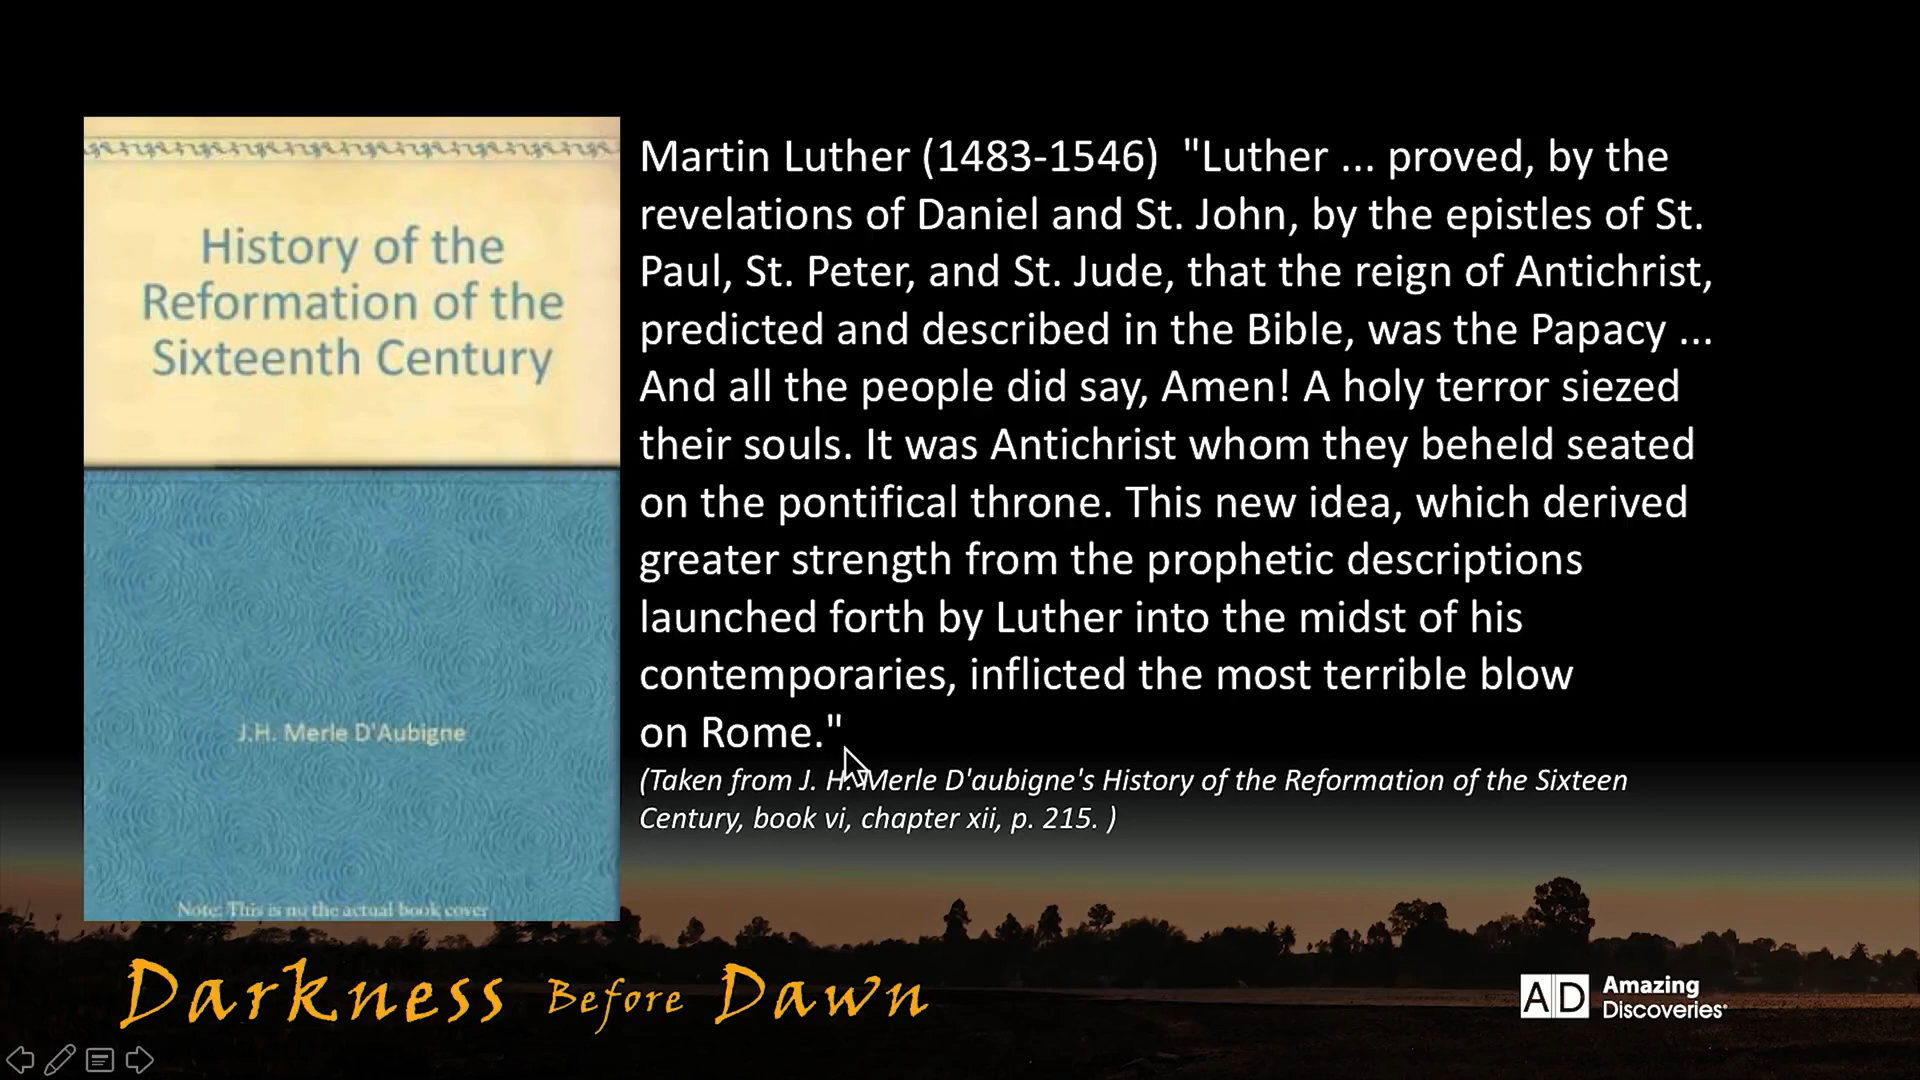 History of the
Reformation of the
Sixteenth Century
J.H. Merle D'Aubigne
Note: This is no the actual book cover
Martin Luther (1483-1546)  "Luther ... proved, by the
revelations of Daniel and St. John, by the epistles of St.
Paul, St. Peter, and St. Jude, that the reign of Antichrist,
predicted and described in the Bible, was the Papacy ...
And all the people did say, Amen! A holy terror siezed
their souls. It was Antichrist whom they beheld seated
on the pontifical throne. This new idea, which derived
greater strength from the prophetic descriptions
launched forth by Luther into the midst of his
contemporaries, inflicted the most terrible blow
on Rome."
(Taken from J. H. Merle D'aubigne's History of the Reformation of the Sixteen
Century, book vi, chapter xii, p. 215. )
Darkness Before Dawn
AD Amazing
Discoveries